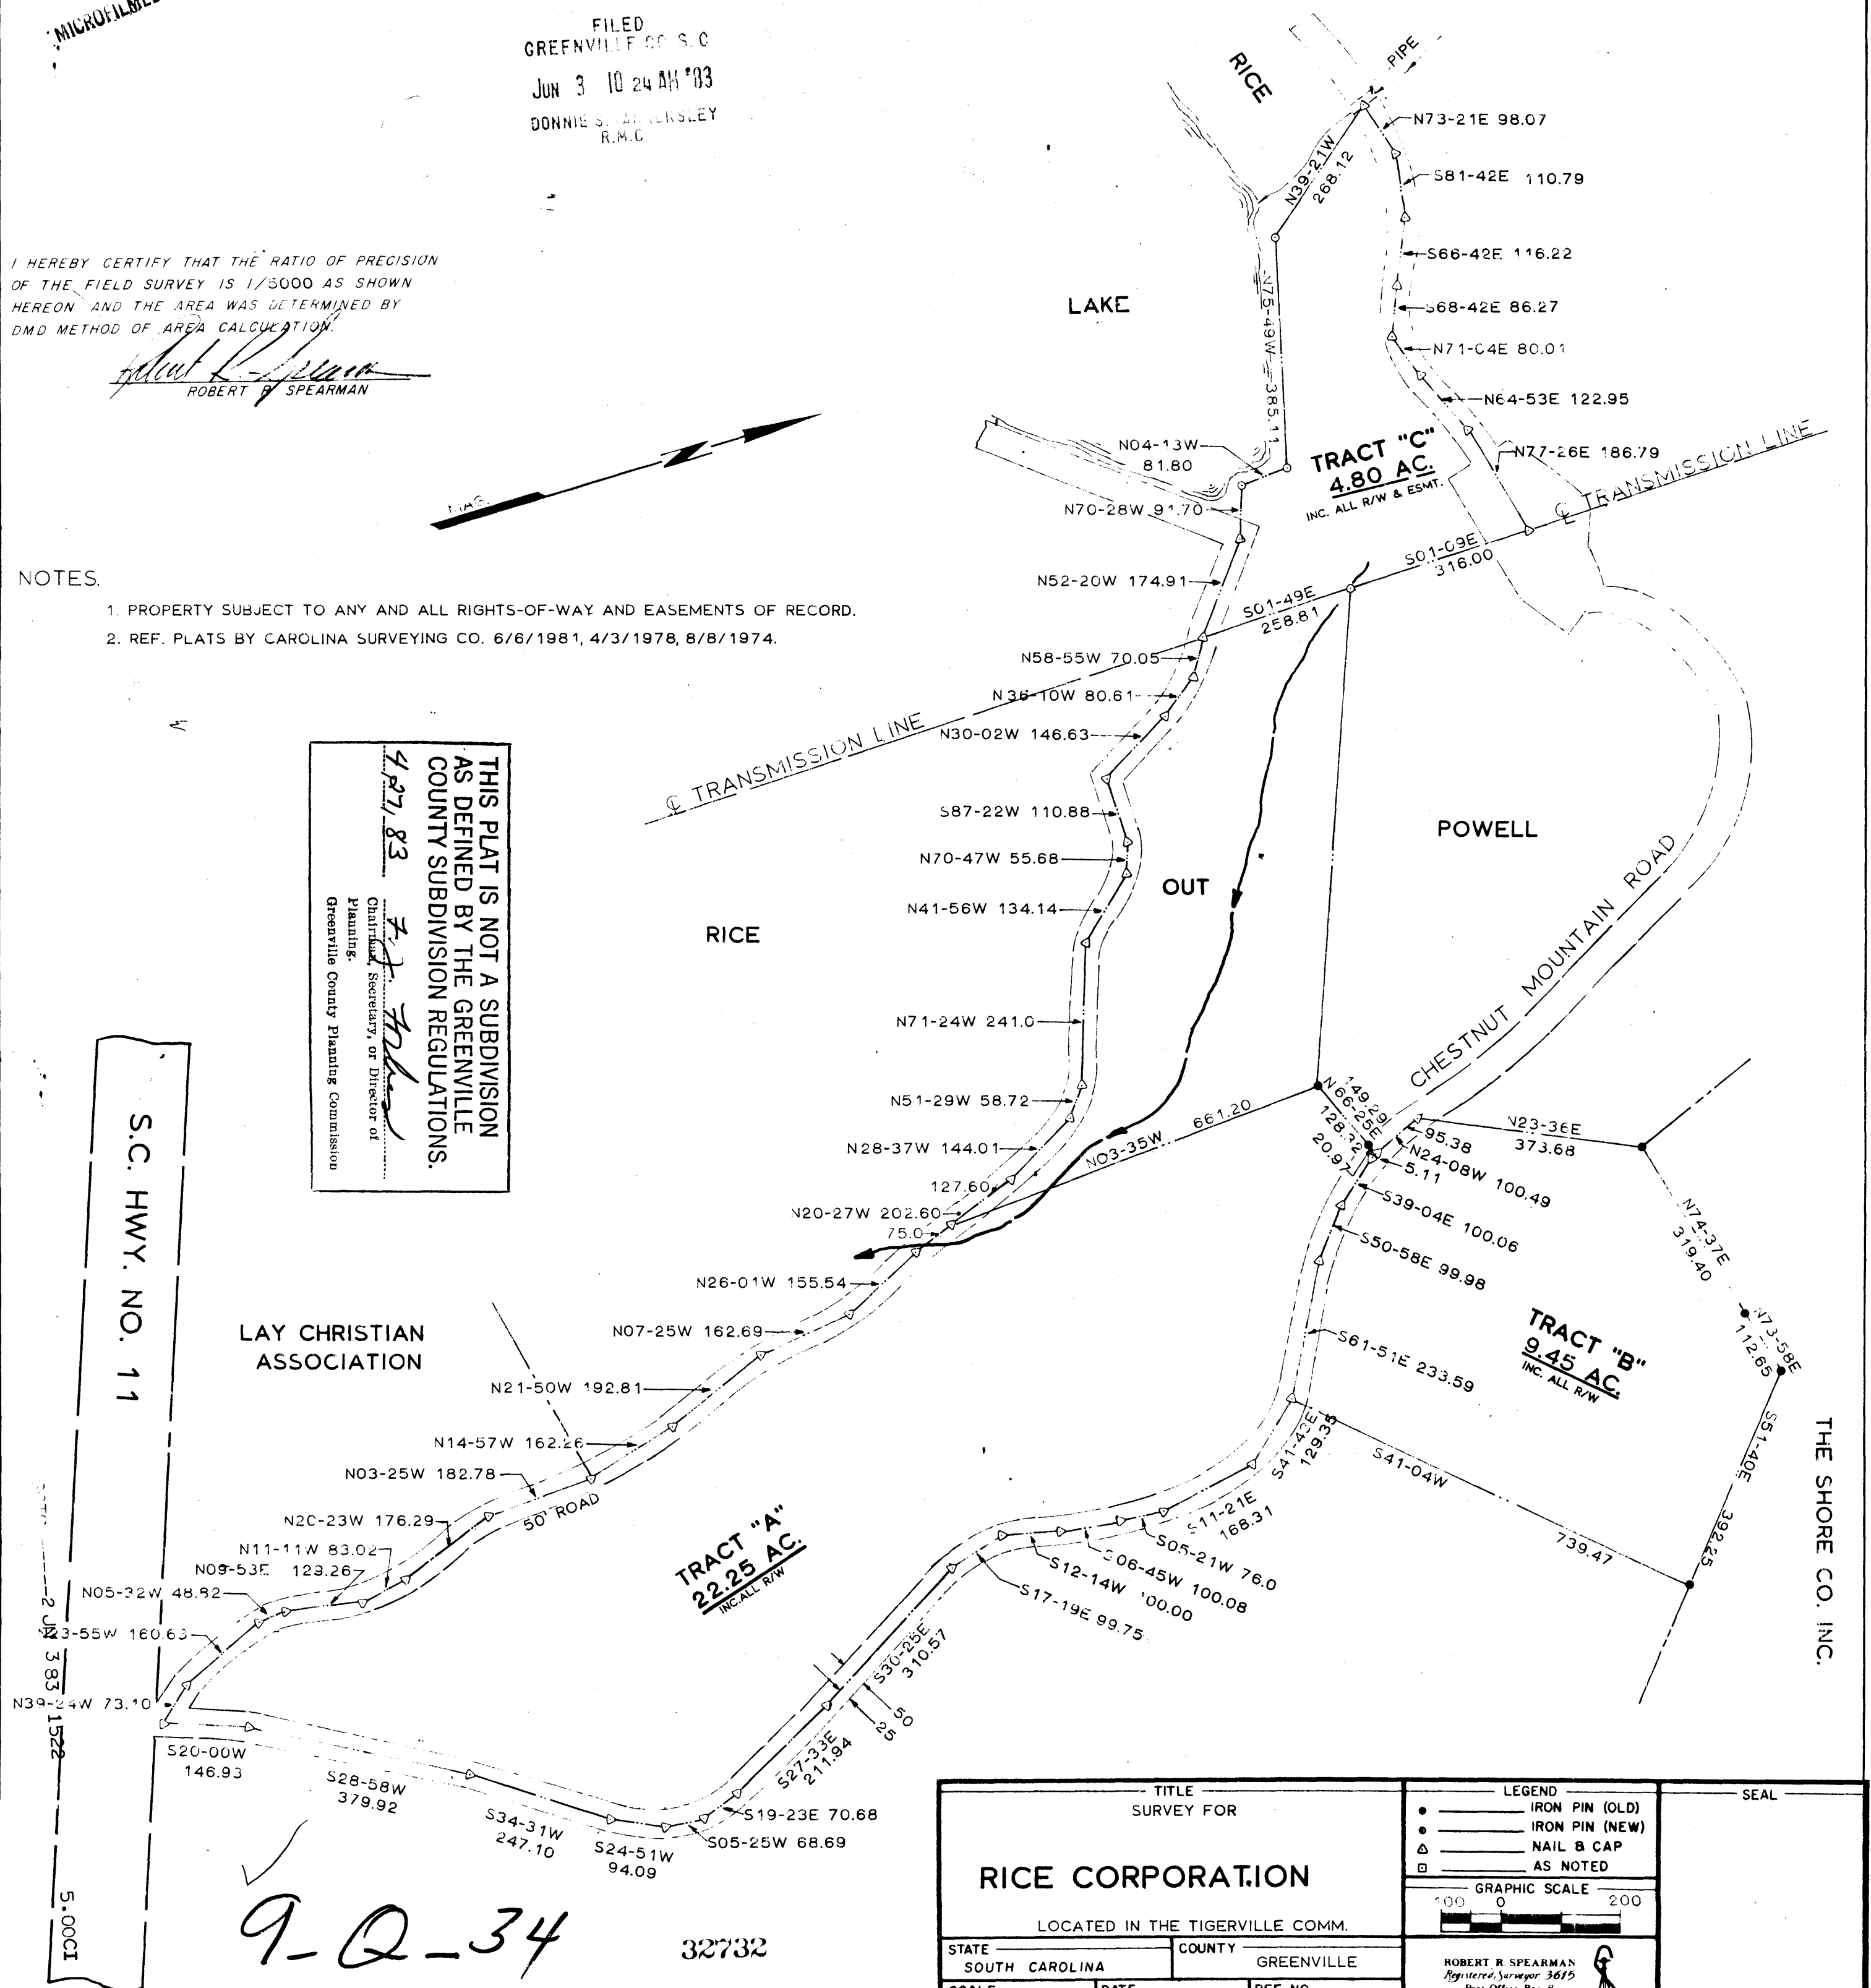 MICROFILMED
FILED
GREENVILLE CO. S. C.
JUN 3 10 24 AM '83
DONNIE S. TANKERSLEY
R.M.C
I HEREBY CERTIFY THAT THE RATIO OF PRECISION
OF THE FIELD SURVEY IS 1/5000 AS SHOWN
HEREON AND THE AREA WAS DETERMINED BY
DMD METHOD OF AREA CALCULATION.
ROBERT R SPEARMAN
MAG.
NOTES.
1. PROPERTY SUBJECT TO ANY AND ALL RIGHTS-OF-WAY AND EASEMENTS OF RECORD.
2. REF. PLATS BY CAROLINA SURVEYING CO. 6/6/1981, 4/3/1978, 8/8/1974.
THIS PLAT IS NOT A SUBDIVISION
AS DEFINED BY THE GREENVILLE
COUNTY SUBDIVISION REGULATIONS.
4,27,83
Chairman, Secretary, or Director of
Planning.
Greenville County Planning Commission
RICE
PIPE
N39-21W
268.12
N73-21E 98.07
S81-42E 110.79
S66-42E 116.22
S68-42E 86.27
N71-04E 80.01
N64-53E 122.95
N77-26E 186.79
LAKE
N75-49W 385.11
N04-13W
81.80
TRACT "C"
4.80 AC.
INC. ALL R/W & ESMT.
℄ TRANSMISSION LINE
N70-28W 91.70
S01-09E
316.00
N52-20W 174.91
S01-49E
258.81
N58-55W 70.05
N36-10W 80.61
N30-02W 146.63
℄ TRANSMISSION LINE
S87-22W 110.88
N70-47W 55.68
N41-56W 134.14
OUT
POWELL
RICE
CHESTNUT MOUNTAIN ROAD
N71-24W 241.0
N51-29W 58.72
N28-37W 144.01
127.60
N20-27W 202.60
75.0
N03-35W 661.20
149.29
N66-25E
128.32
20.97
95.38
N24-08W 100.49
5.11
N23-36E
373.68
S39-04E 100.06
S50-58E 99.98
N74-37E
319.40
N73-58E
112.65
S61-51E 233.59
TRACT "B"
9.45 AC.
INC. ALL R/W
S51-40E 392.25
S41-04W 739.47
THE SHORE CO. INC.
N26-01W 155.54
N07-25W 162.69
N21-50W 192.81
N14-57W 162.26
N03-25W 182.78
50' ROAD
LAY CHRISTIAN
ASSOCIATION
S.C. HWY. NO. 11
N20-23W 176.29
N11-11W 83.02
N09-53E 129.26
N05-32W 48.82
N23-55W 160.63
N39-24W 73.10
TRACT "A"
22.25 AC.
INC. ALL R/W
S41-43E
129.35
S11-21E
168.31
S05-21W 76.0
S06-45W 100.08
S12-14W 100.00
S17-19E 99.75
S30-25E
310.57
50
25
S27-33E
211.94
S19-23E 70.68
S05-25W 68.69
S20-00W
146.93
S28-58W
379.92
S34-31W
247.10
S24-51W
94.09
2 JN 3 83 1522
5.00CI
9-Q-34
32732
TITLE
SURVEY FOR
RICE CORPORATION
LOCATED IN THE TIGERVILLE COMM.
STATE
SOUTH CAROLINA
COUNTY
GREENVILLE
SCALE DATE REF. NO.
LEGEND
IRON PIN (OLD)
IRON PIN (NEW)
NAIL & CAP
AS NOTED
GRAPHIC SCALE
100 0 200
ROBERT R SPEARMAN
Registered Surveyor 3615
SEAL